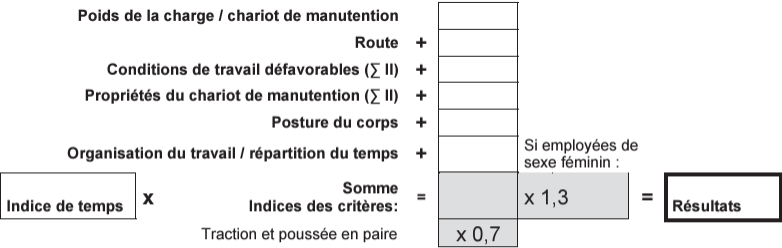 Poids de la charge / chariot de manutention
Route +
Conditions de travail défavorables (∑ II) +
Propriétés du chariot de manutention (∑ II) +
Posture du corps +
Organisation du travail / répartition du temps +
Si employées de
sexe féminin :
Indice de temps x
Somme
Indices des critères: =
x 1,3 = Résultats
Traction et poussée en paire x 0,7